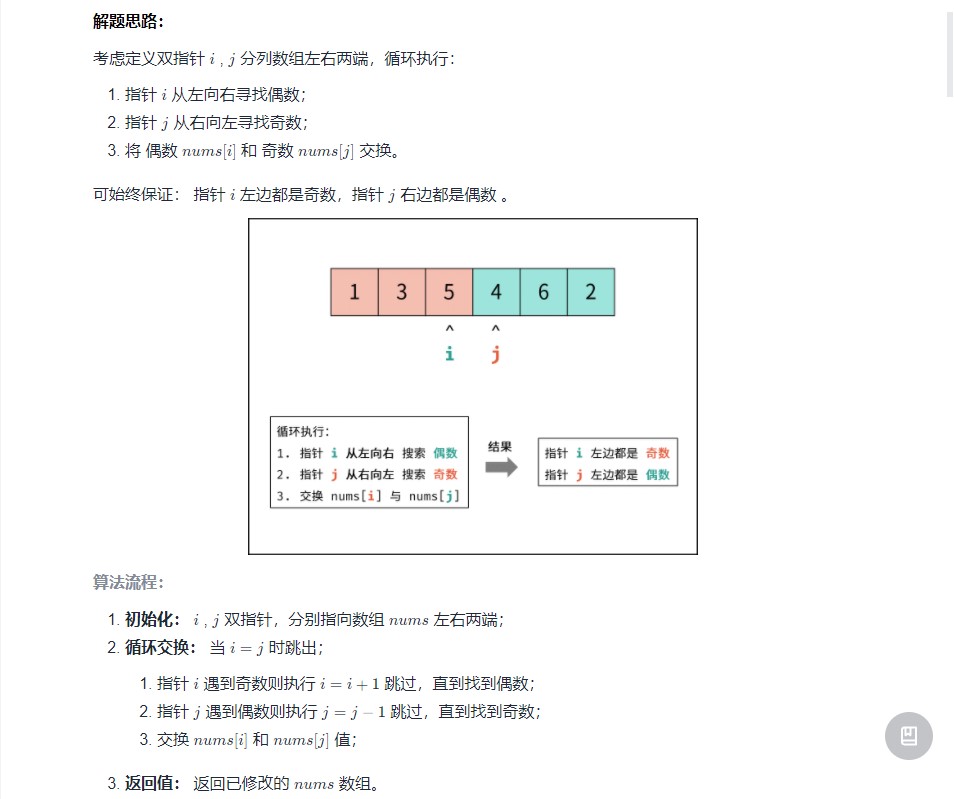 解题思路：
考虑定义双指针 i , j 分列数组左右两端，循环执行：
1. 指针 i 从左向右寻找偶数；
2. 指针 j 从右向左寻找奇数；
3. 将 偶数 nums[i] 和 奇数 nums[j] 交换。
可始终保证： 指针 i 左边都是奇数，指针 j 右边都是偶数 。
1 3 5 4 6 2
^ ^
i j
循环执行：
1. 指针 i 从左向右 搜索 偶数
2. 指针 j 从右向左 搜索 奇数
3. 交换 nums[i] 与 nums[j]
结果
指针 i 左边都是 奇数
指针 j 左边都是 偶数
算法流程：
1. 初始化： i , j 双指针，分别指向数组 nums 左右两端；
2. 循环交换： 当 i = j 时跳出；
1. 指针 i 遇到奇数则执行 i = i + 1 跳过，直到找到偶数；
2. 指针 j 遇到偶数则执行 j = j − 1 跳过，直到找到奇数；
3. 交换 nums[i] 和 nums[j] 值；
3. 返回值： 返回已修改的 nums 数组。